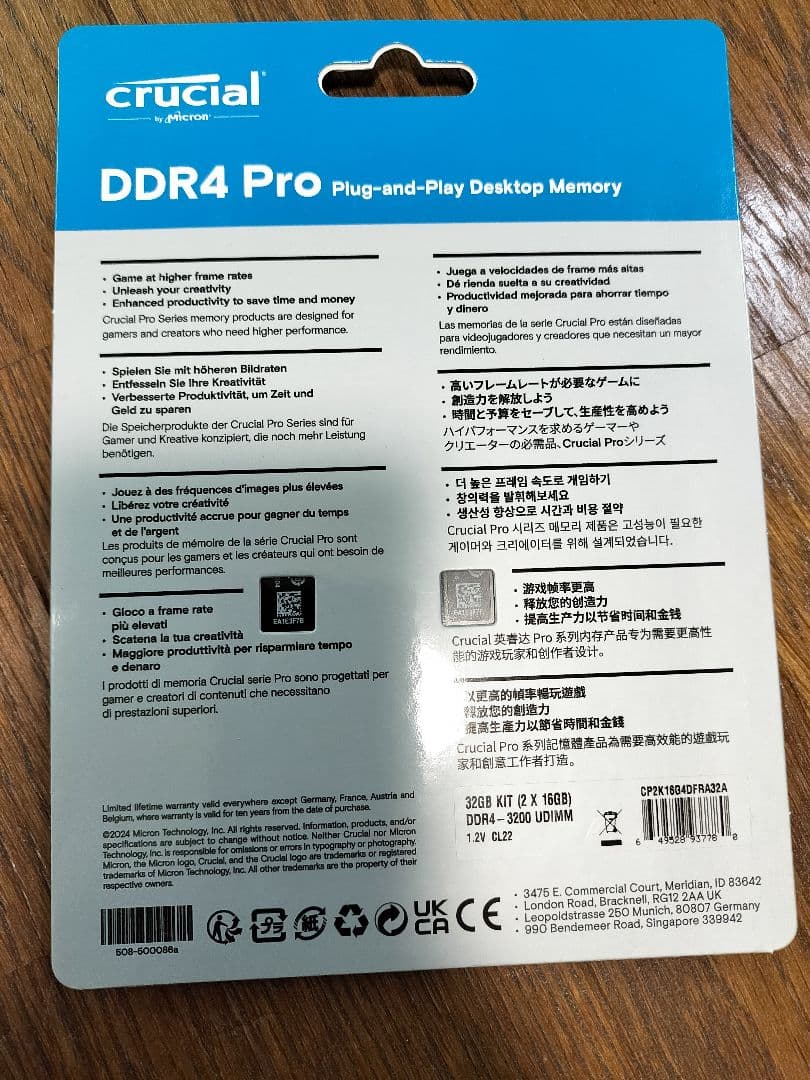 crucial
by Micron
DDR4 Pro Plug-and-Play Desktop Memory
• Game at higher frame rates
• Unleash your creativity
• Enhanced productivity to save time and money
Crucial Pro Series memory products are designed for
gamers and creators who need higher performance.
• Spielen Sie mit höheren Bildraten
• Entfesseln Sie Ihre Kreativität
• Verbesserte Produktivität, um Zeit und
Geld zu sparen
Die Speicherprodukte der Crucial Pro Series sind für
Gamer und Kreative konzipiert, die noch mehr Leistung
benötigen.
• Jouez à des fréquences d'images plus élevées
• Libérez votre créativité
• Une productivité accrue pour gagner du temps
et de l'argent
Les produits de mémoire de la série Crucial Pro sont
conçus pour les gamers et les créateurs qui ont besoin de
meilleures performances.
• Gioco a frame rate
più elevati
• Scatena la tua creatività
• Maggiore produttività per risparmiare tempo
e denaro
I prodotti di memoria Crucial serie Pro sono progettati per
gamer e creatori di contenuti che necessitano
di prestazioni superiori.
EA1E3F7B
• Juega a velocidades de frame más altas
• Dé rienda suelta a su creatividad
• Productividad mejorada para ahorrar tiempo
y dinero
Las memorias de la serie Crucial Pro están diseñadas
para videojugadores y creadores que necesitan un mayor
rendimiento.
• 高いフレームレートが必要なゲームに
• 創造力を解放しよう
• 時間と予算をセーブして、生産性を高めよう
ハイパフォーマンスを求めるゲーマーや
クリエーターの必需品、Crucial Proシリーズ
• 더 높은 프레임 속도로 게임하기
• 창의력을 발휘해보세요
• 생산성 향상으로 시간과 비용 절약
Crucial Pro 시리즈 메모리 제품은 고성능이 필요한
게이머와 크리에이터를 위해 설계되었습니다.
EA1E3F7B
• 游戏帧率更高
• 释放您的创造力
• 提高生产力以节省时间和金钱
Crucial 英睿达 Pro 系列内存产品专为需要更高性
能的游戏玩家和创作者设计。
以更高的幀率暢玩遊戲
釋放您的創造力
提高生產力以節省時間和金錢
Crucial Pro 系列記憶體產品為需要高效能的遊戲玩
家和創意工作者打造。
Limited lifetime warranty valid everywhere except Germany, France, Austria and
Belgium, where warranty is valid for ten years from the date of purchase.
©2024 Micron Technology, Inc. All rights reserved. Information, products, and/or
specifications are subject to change without notice. Neither Crucial nor Micron
Technology, Inc. is responsible for omissions or errors in typography or photography.
Micron, the Micron logo, Crucial, and the Crucial logo are trademarks or registered
trademarks of Micron Technology, Inc. All other trademarks are the property of their
respective owners.
32GB KIT (2 X 16GB)
DDR4-3200 UDIMM
1.2V CL22
CP2K16G4DFRA32A
6 49528 93778 0
508-500086a
プラ
紙
UK
CA
CE
• 3475 E. Commercial Court, Meridian, ID 83642
• London Road, Bracknell, RG12 2AA UK
• Leopoldstrasse 250 Munich, 80807 Germany
• 990 Bendemeer Road, Singapore 339942